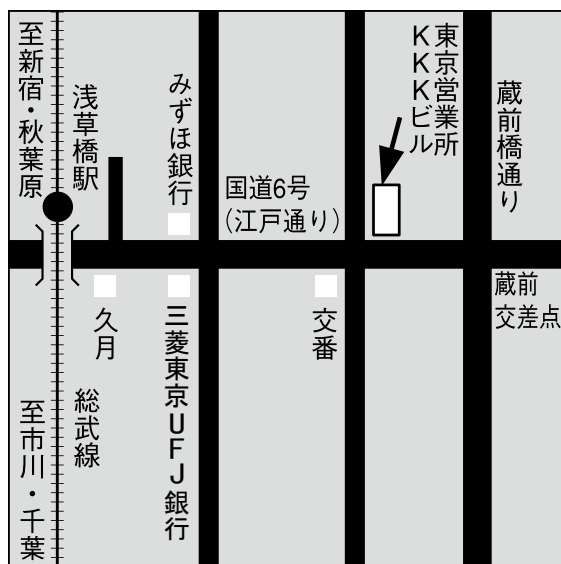 至新宿・秋葉原
浅草橋駅
みずほ銀行
国道6号
(江戸通り)
東京営業所
KKKビル
蔵前橋通り
蔵前
交差点
久月
三菱東京UFJ銀行
交番
総武線
至市川・千葉